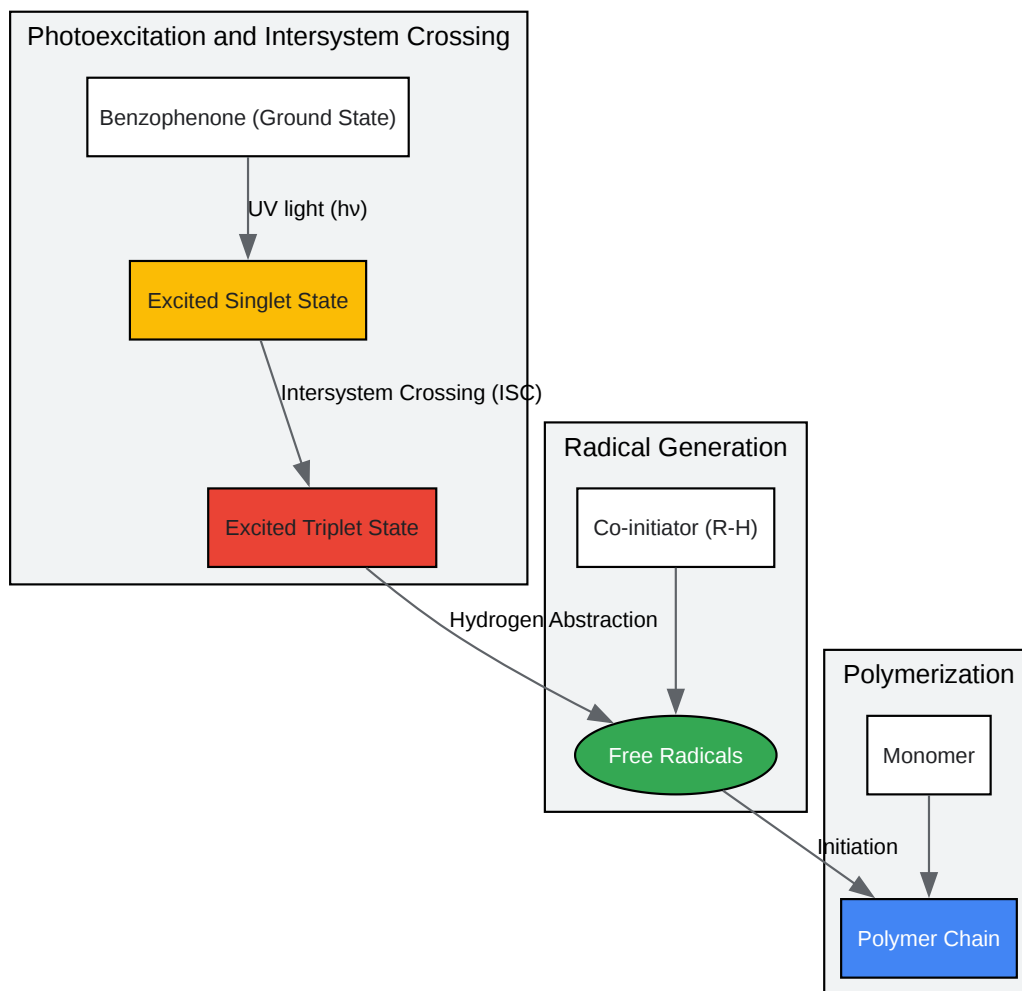 Photoexcitation and Intersystem Crossing
Benzophenone (Ground State)
UV light (hν)
Excited Singlet State
Intersystem Crossing (ISC)
Excited Triplet State
Radical Generation
Co-initiator (R-H)
Hydrogen Abstraction
Free Radicals
Polymerization
Monomer
Initiation
Polymer Chain